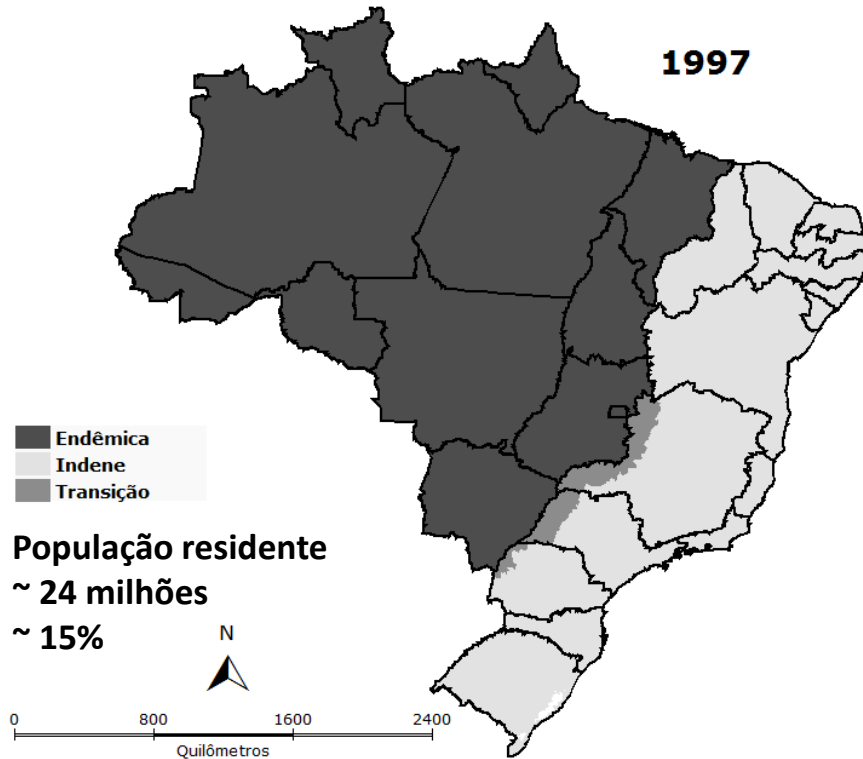 1997
Endêmica
Indene
Transição
População residente
~ 24 milhões
~ 15%
N
0 800 1600 2400
Quilômetros